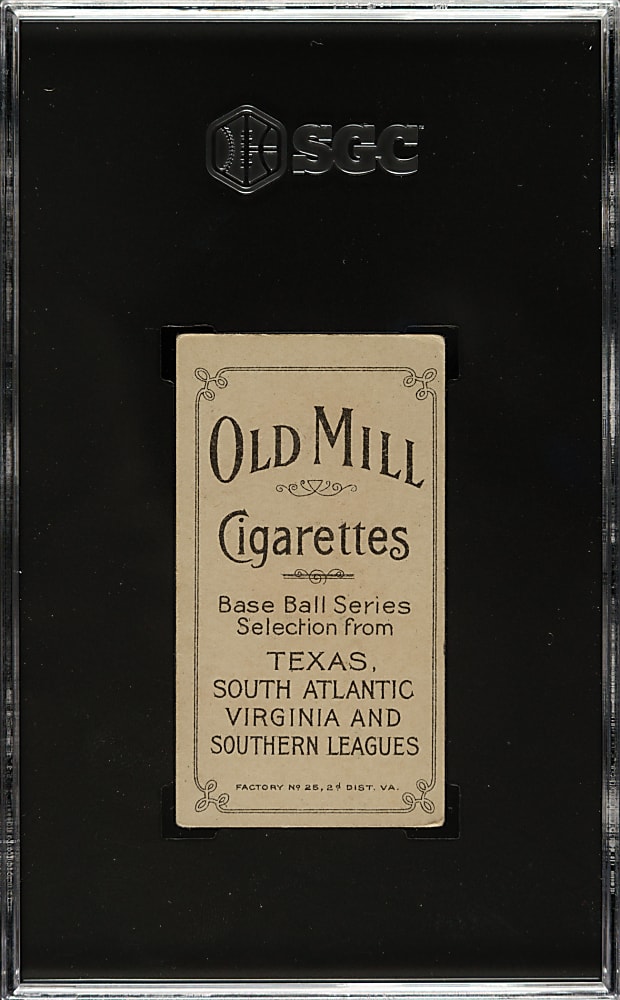 SGC
OLD MILL
Cigarettes
Base Ball Series
Selection from
TEXAS,
SOUTH ATLANTIC
VIRGINIA AND
SOUTHERN LEAGUES
FACTORY Nº 25, 2d DIST. VA.